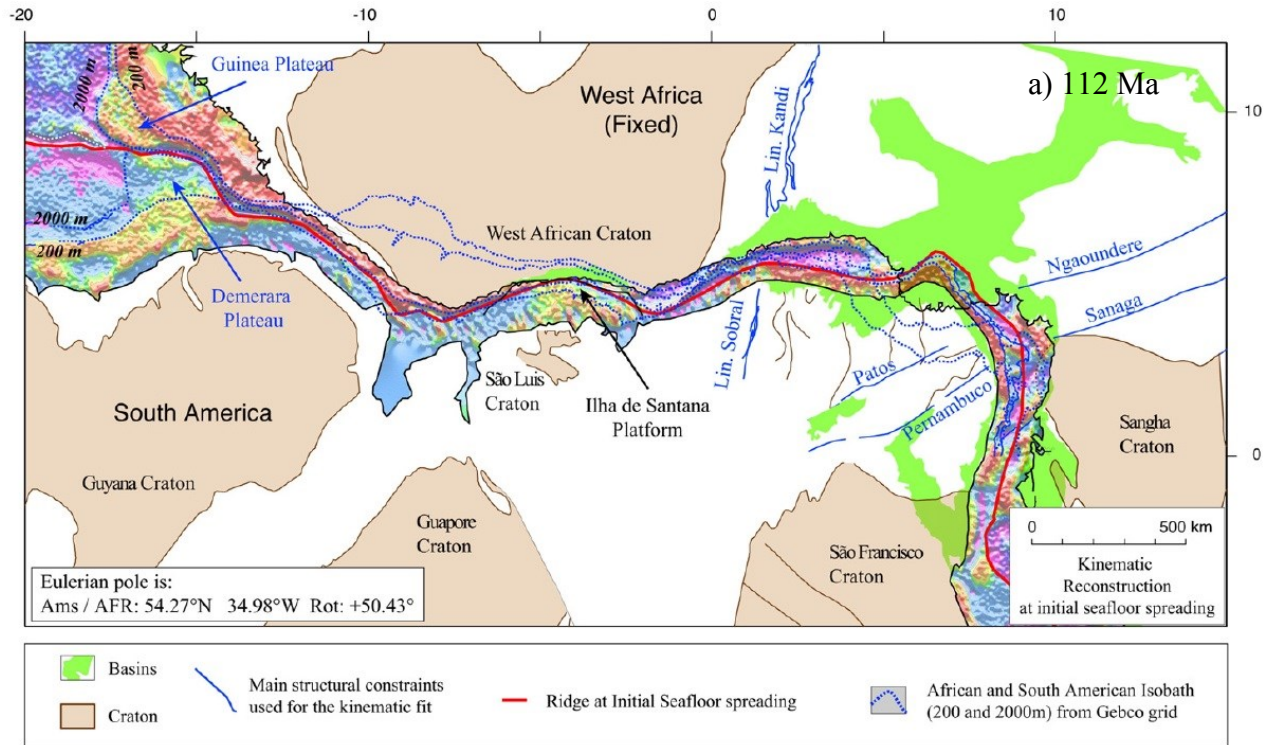 -20
-10
0
10
2000 m
200 m
Guinea Plateau
West Africa
(Fixed)
Lin. Kandi
a) 112 Ma
10
2000 m
200 m
Demerara
Plateau
West African Craton
Ngaoundere
Sanaga
Lin. Sobral
Patos
Pernambuco
São Luis
Craton
Ilha de Santana
Platform
South America
Sangha
Craton
0
Guyana Craton
Guapore
Craton
São Francisco
Craton
0 500 km
Kinematic
Reconstruction
at initial seafloor spreading
Eulerian pole is:
Ams / AFR: 54.27°N 34.98°W Rot: +50.43°
Basins
Craton
Main structural constraints
used for the kinematic fit
Ridge at Initial Seafloor spreading
African and South American Isobath
(200 and 2000m) from Gebco grid